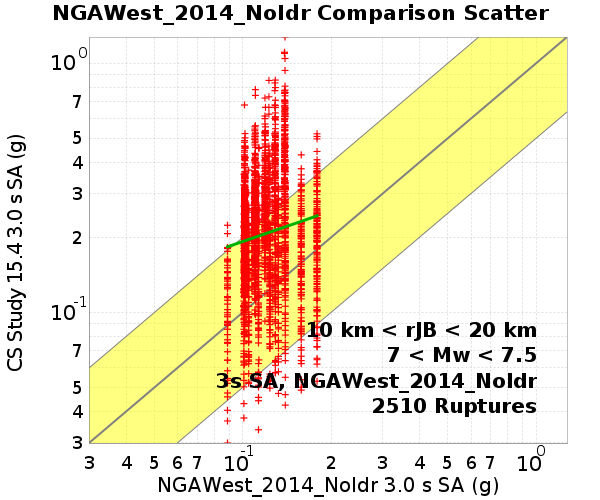 NGAWest_2014_NoIdr Comparison Scatter
CS Study 15.4 3.0 s SA (g)
10⁰
7
5
4
3
2
10⁻¹
7
5
4
3
10 km < rJB < 20 km
7 < Mw < 7.5
3s SA, NGAWest_2014_NoIdr
2510 Ruptures
3 4 5 6 7 10⁻¹ 2 3 4 5 6 7 10⁰
NGAWest_2014_NoIdr 3.0 s SA (g)